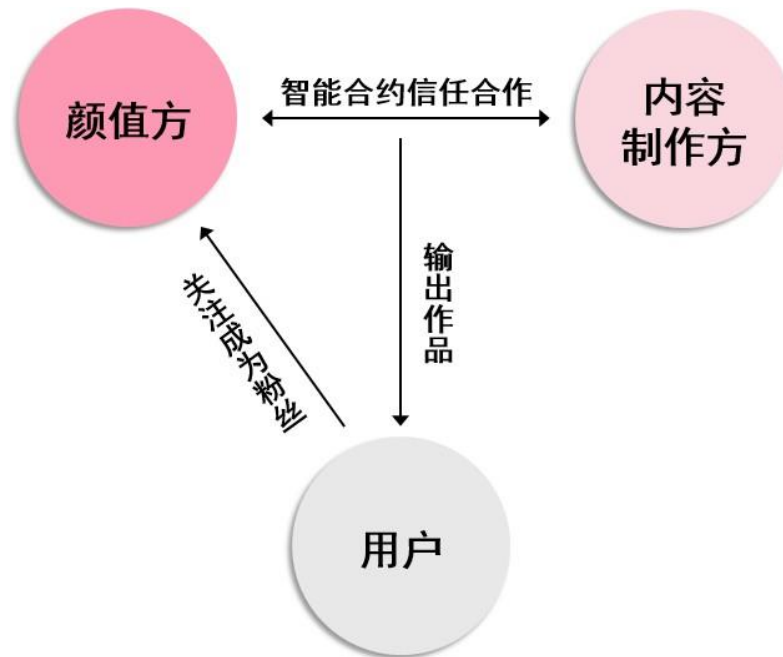 颜值方
智能合约信任合作
内容
制作方
输出作品
关注成为粉丝
用户